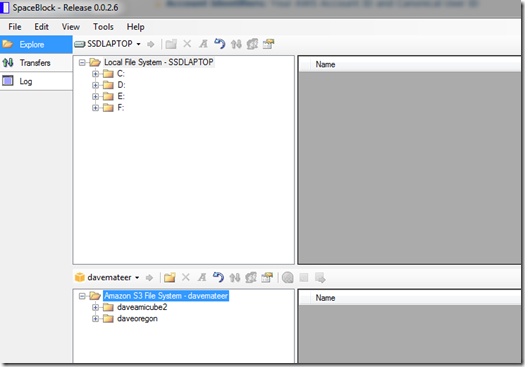 SpaceBlock - Release 0.0.2.6
File Edit View Tools Help
Explore
Transfers
Log
SSDLAPTOP
Local File System - SSDLAPTOP
C:
D:
E:
F:
Name
davemateer
Amazon S3 File System - davemateer
daveamicube2
daveoregon
Name